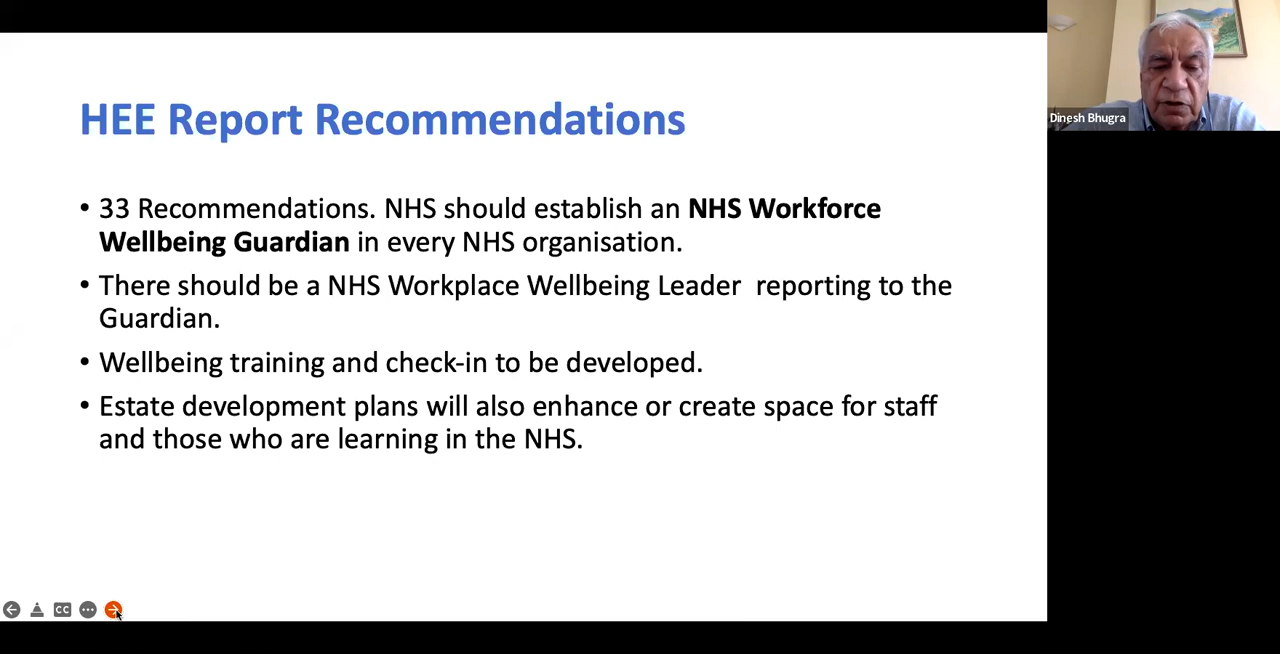 HEE Report Recommendations
• 33 Recommendations. NHS should establish an NHS Workforce
Wellbeing Guardian in every NHS organisation.
• There should be a NHS Workplace Wellbeing Leader  reporting to the
Guardian.
• Wellbeing training and check-in to be developed.
• Estate development plans will also enhance or create space for staff
and those who are learning in the NHS.
CC
Dinesh Bhugra